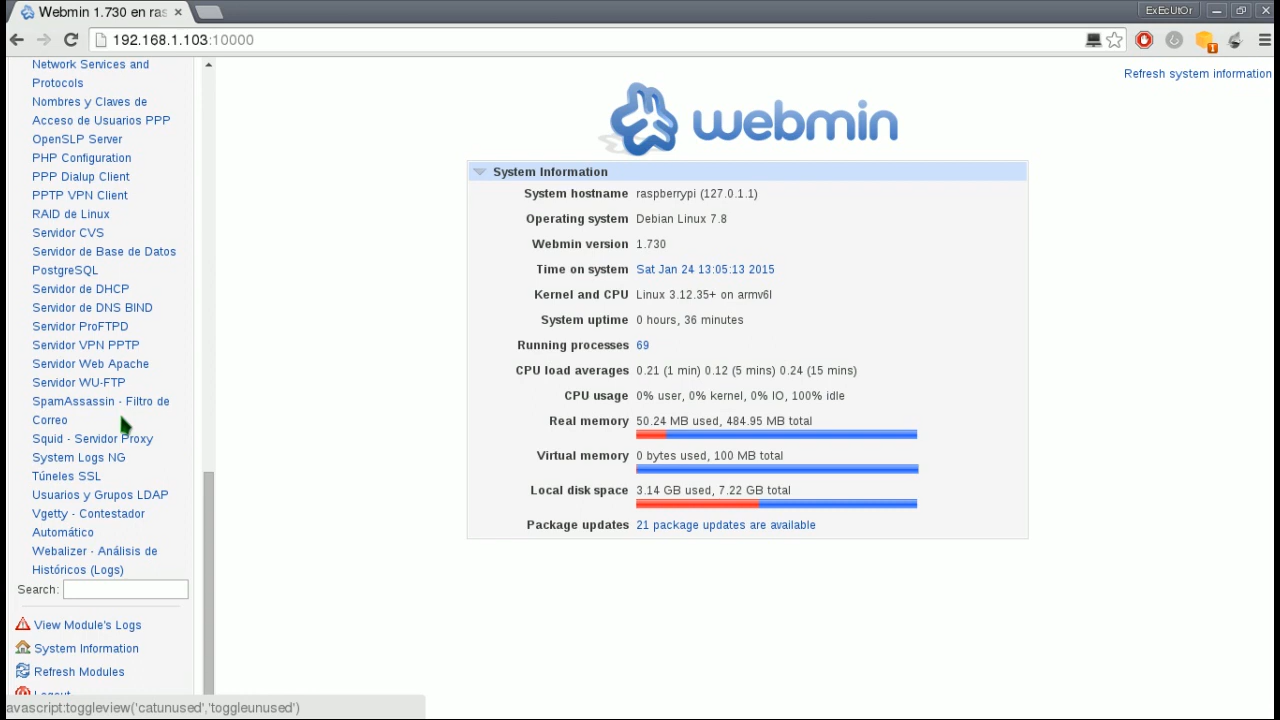 Webmin 1.730 en ras
ExEcUtOr
192.168.1.103:10000
1
Network Services and
Protocols
Nombres y Claves de
Acceso de Usuarios PPP
OpenSLP Server
PHP Configuration
PPP Dialup Client
PPTP VPN Client
RAID de Linux
Servidor CVS
Servidor de Base de Datos
PostgreSQL
Servidor de DHCP
Servidor de DNS BIND
Servidor ProFTPD
Servidor VPN PPTP
Servidor Web Apache
Servidor WU-FTP
SpamAssassin - Filtro de
Correo
Squid - Servidor Proxy
System Logs NG
Túneles SSL
Usuarios y Grupos LDAP
Vgetty - Contestador
Automático
Webalizer - Análisis de
Históricos (Logs)
Search:
View Module's Logs
System Information
Refresh Modules
Logout
avascript:toggleview('catunused','toggleunused')
Refresh system information
webmin
System Information
System hostname raspberrypi (127.0.1.1)
Operating system Debian Linux 7.8
Webmin version 1.730
Time on system Sat Jan 24 13:05:13 2015
Kernel and CPU Linux 3.12.35+ on armv6l
System uptime 0 hours, 36 minutes
Running processes 69
CPU load averages 0.21 (1 min) 0.12 (5 mins) 0.24 (15 mins)
CPU usage 0% user, 0% kernel, 0% IO, 100% idle
Real memory 50.24 MB used, 484.95 MB total
Virtual memory 0 bytes used, 100 MB total
Local disk space 3.14 GB used, 7.22 GB total
Package updates 21 package updates are available